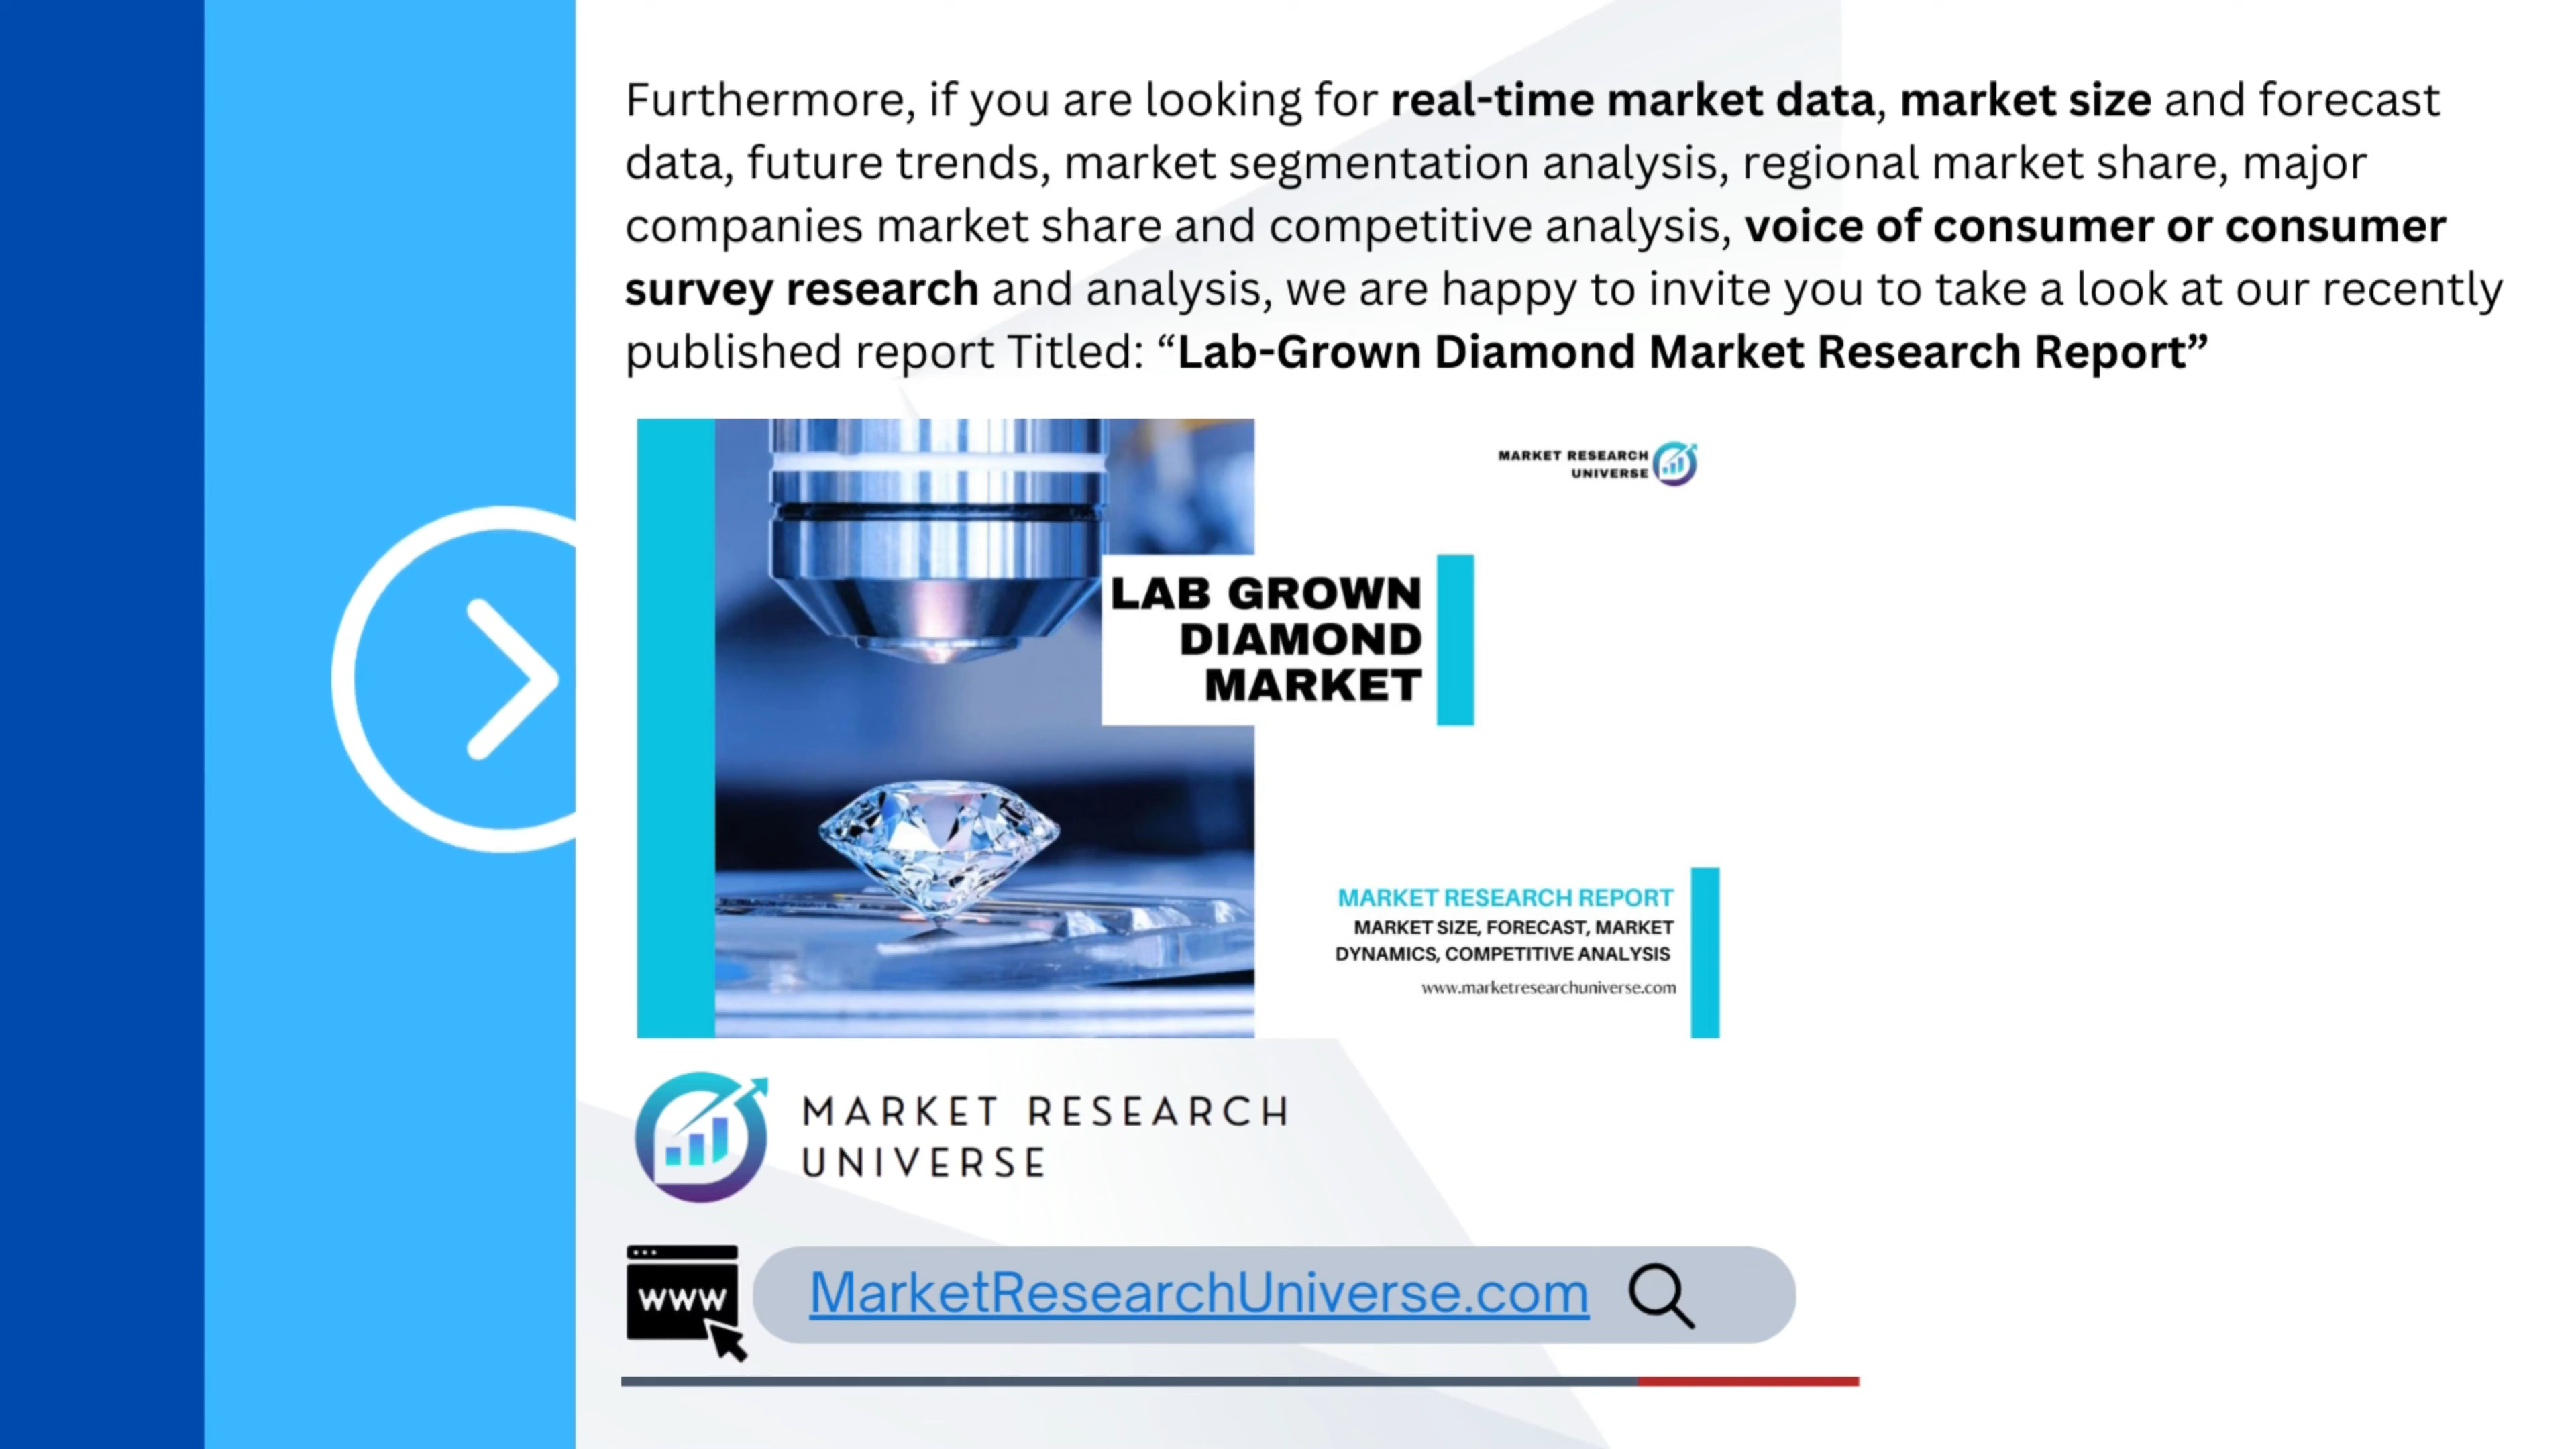 Furthermore, if you are looking for real-time market data, market size and forecast
data, future trends, market segmentation analysis, regional market share, major
companies market share and competitive analysis, voice of consumer or consumer
survey research and analysis, we are happy to invite you to take a look at our recently
published report Titled: “Lab-Grown Diamond Market Research Report”
MARKET RESEARCH
UNIVERSE
LAB GROWN
DIAMOND
MARKET
MARKET RESEARCH REPORT
MARKET SIZE, FORECAST, MARKET
DYNAMICS, COMPETITIVE ANALYSIS
www.marketresearchuniverse.com
MARKET RESEARCH
UNIVERSE
WWW
MarketResearchUniverse.com